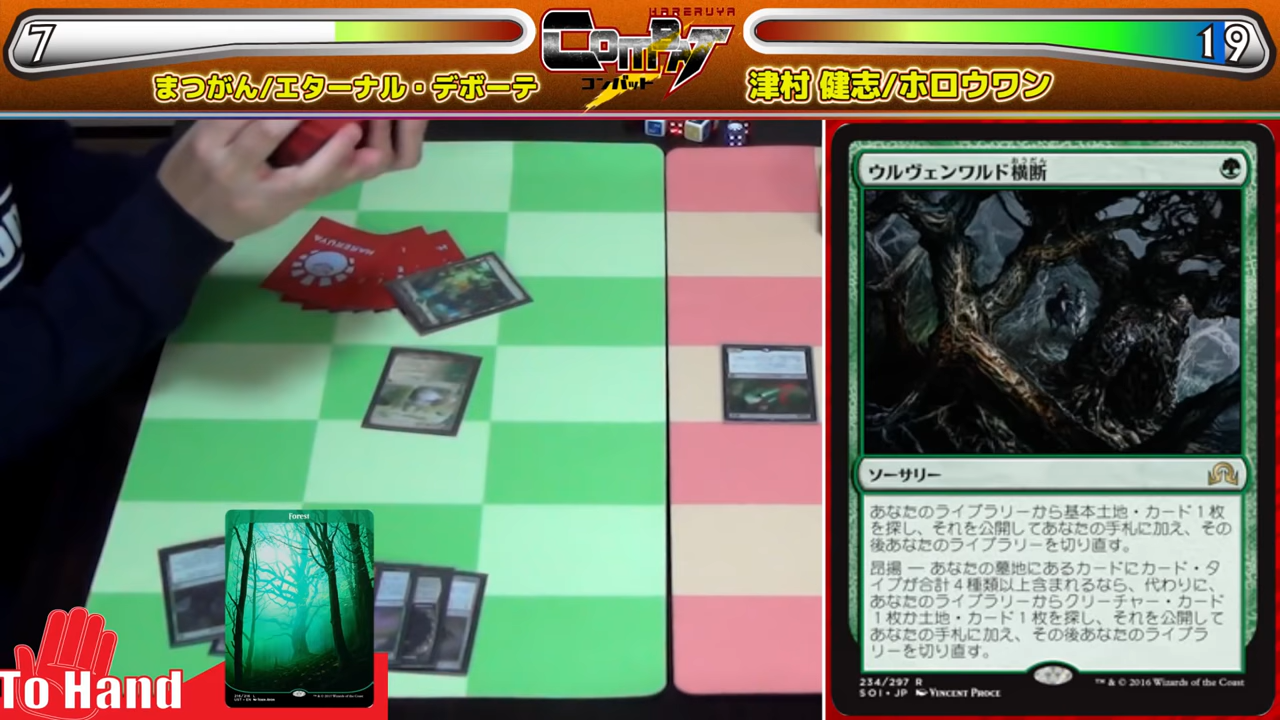 7
HARERUYA
COMBAT
コンバット
19
まつがん/エターナル・デボーテ
津村 健志/ホロウワン
HARERUYA
ウルヴェンワルド横断
おうだん
ソーサリー
あなたのライブラリーから基本土地・カード1枚
を探し、それを公開してあなたの手札に加え、その
後あなたのライブラリーを切り直す。
昂揚 ― あなたの墓地にあるカードにカード・タ
イプが合計4種類以上含まれるなら、代わりに、
あなたのライブラリーからクリーチャー・カード
1枚か土地・カード1枚を探し、それを公開して
あなたの手札に加え、その後あなたのライブラ
リーを切り直す。
234/297 R
SOI・JP VINCENT PROCE
™ & © 2016 Wizards of the Coast
Forest
To Hand